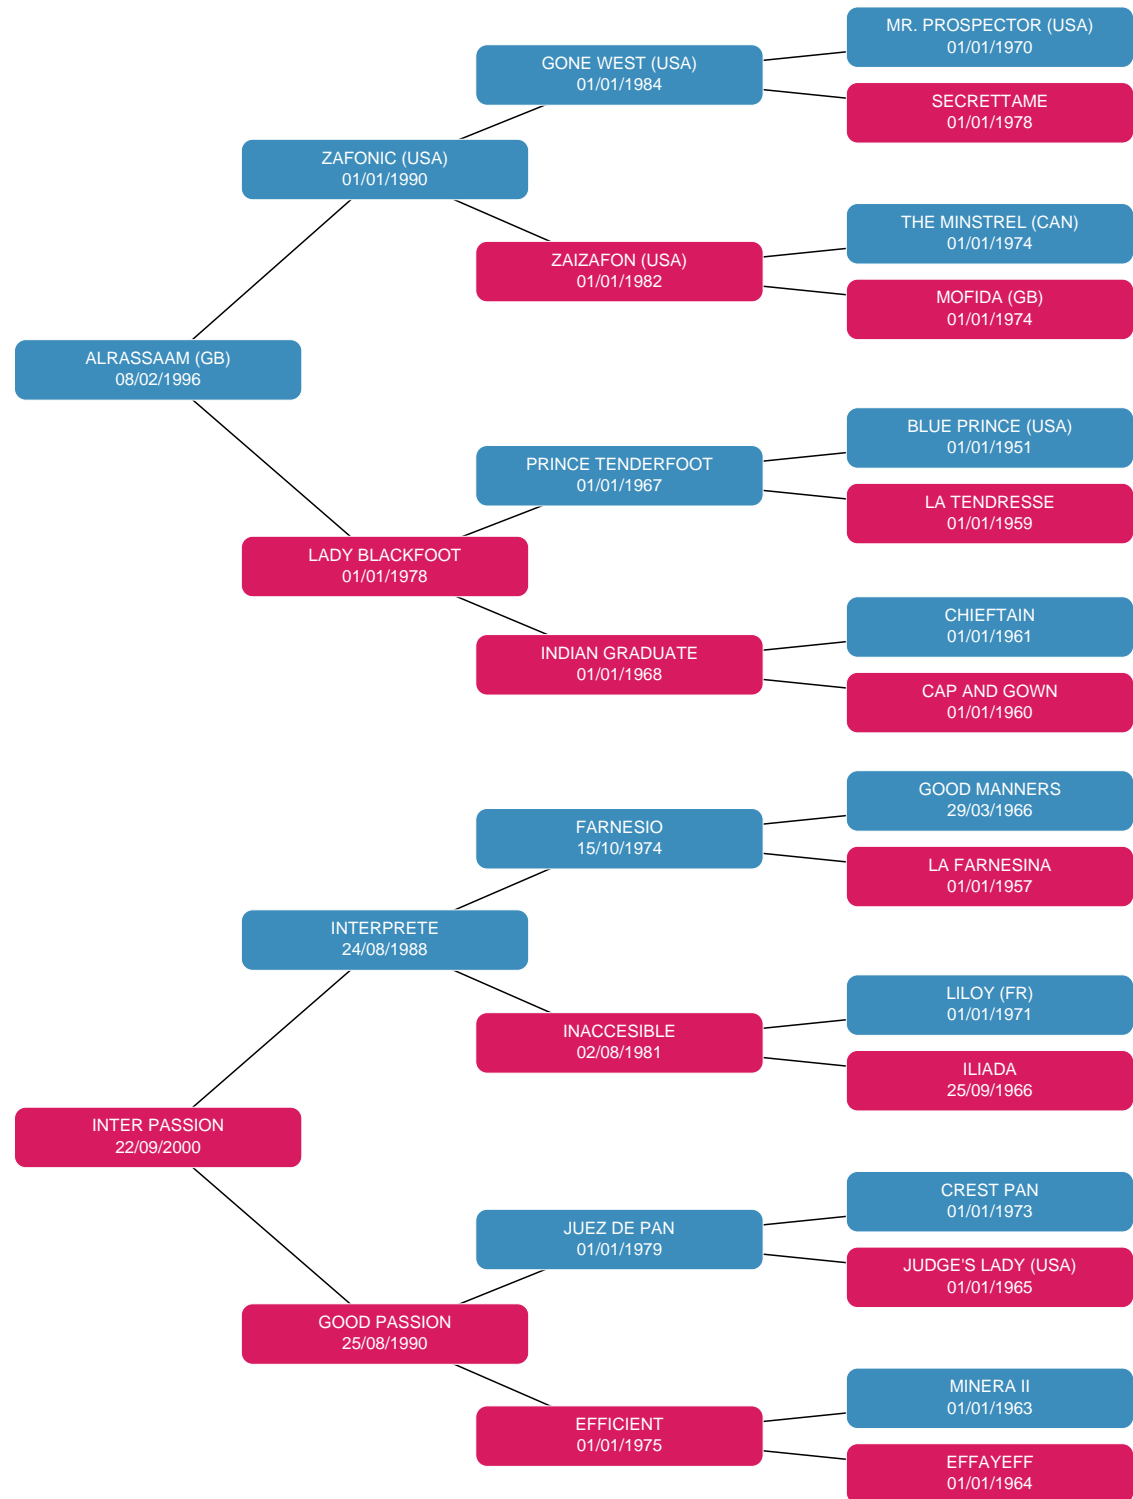 MR. PROSPECTOR (USA)
01/01/1970
GONE WEST (USA)
01/01/1984
SECRETTAME
01/01/1978
ZAFONIC (USA)
01/01/1990
THE MINSTREL (CAN)
01/01/1974
ZAIZAFON (USA)
01/01/1982
MOFIDA (GB)
01/01/1974
ALRASSAAM (GB)
08/02/1996
BLUE PRINCE (USA)
01/01/1951
PRINCE TENDERFOOT
01/01/1967
LA TENDRESSE
01/01/1959
LADY BLACKFOOT
01/01/1978
CHIEFTAIN
01/01/1961
INDIAN GRADUATE
01/01/1968
CAP AND GOWN
01/01/1960
GOOD MANNERS
29/03/1966
FARNESIO
15/10/1974
LA FARNESINA
01/01/1957
INTERPRETE
24/08/1988
LILOY (FR)
01/01/1971
INACCESIBLE
02/08/1981
ILIADA
25/09/1966
INTER PASSION
22/09/2000
CREST PAN
01/01/1973
JUEZ DE PAN
01/01/1979
JUDGE'S LADY (USA)
01/01/1965
GOOD PASSION
25/08/1990
MINERA II
01/01/1963
EFFICIENT
01/01/1975
EFFAYEFF
01/01/1964